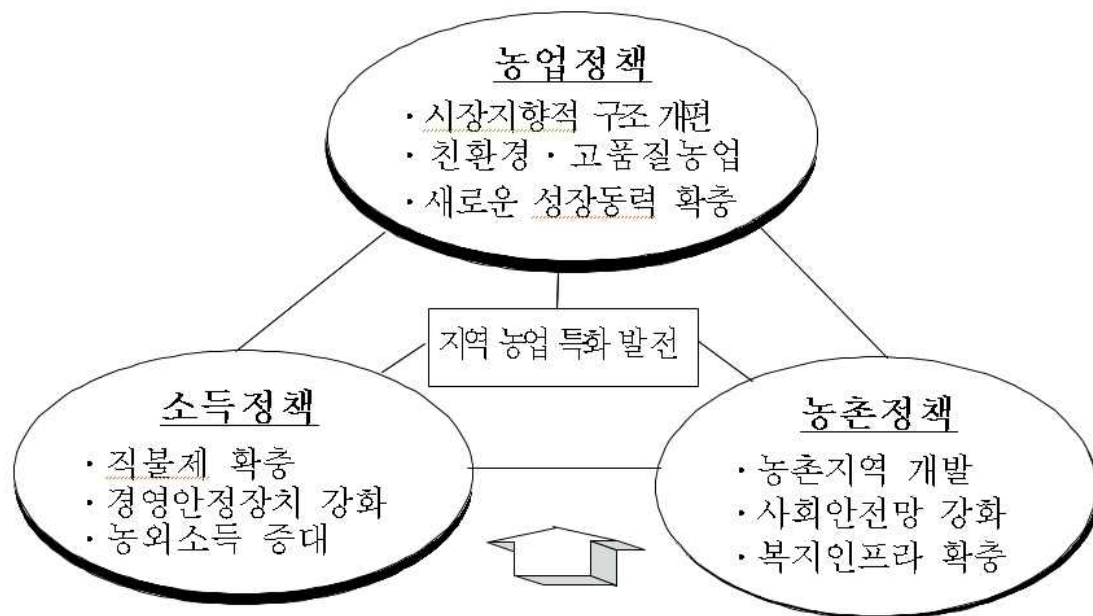 농업정책
· 시장지향적 구조 개편
· 친환경 · 고품질농업
· 새로운 성장동력 확충
지역 농업 특화 발전
소득정책
· 직불제 확충
· 경영안정장치 강화
· 농외소득 증대
농촌정책
· 농촌지역 개발
· 사회안전망 강화
· 복지인프라 확충